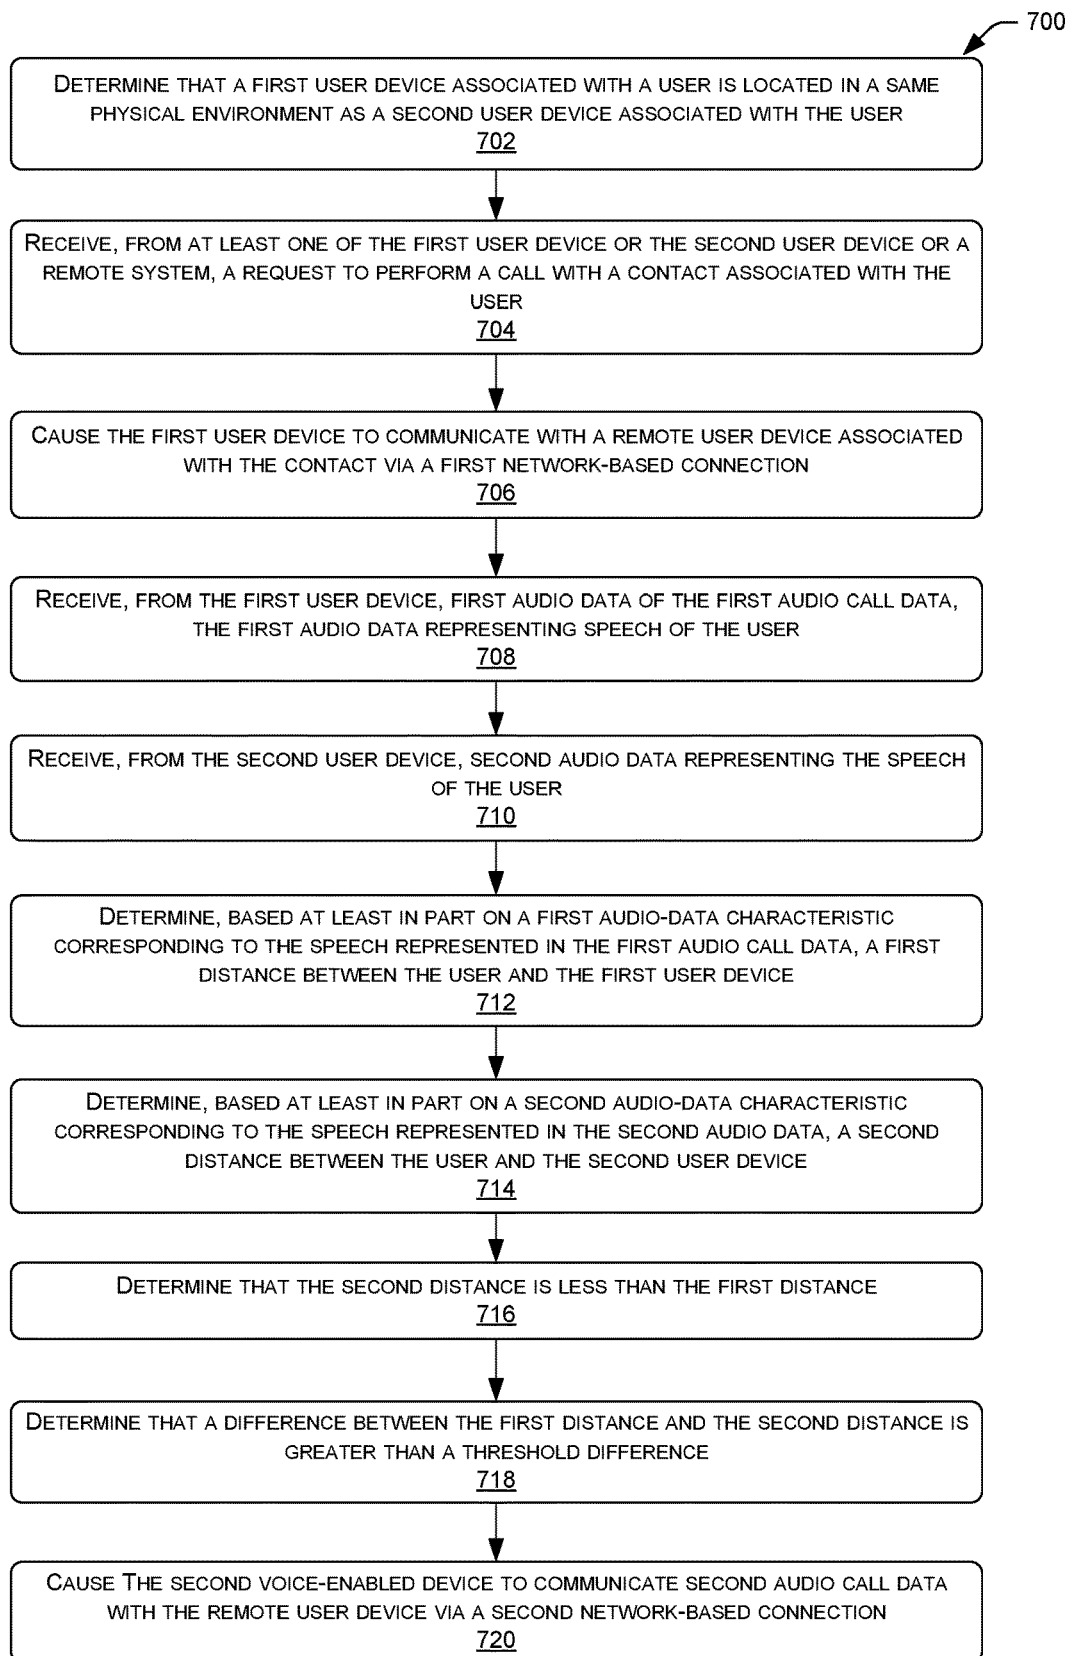 700
DETERMINE THAT A FIRST USER DEVICE ASSOCIATED WITH A USER IS LOCATED IN A SAME
PHYSICAL ENVIRONMENT AS A SECOND USER DEVICE ASSOCIATED WITH THE USER
702
RECEIVE, FROM AT LEAST ONE OF THE FIRST USER DEVICE OR THE SECOND USER DEVICE OR A
REMOTE SYSTEM, A REQUEST TO PERFORM A CALL WITH A CONTACT ASSOCIATED WITH THE
USER
704
CAUSE THE FIRST USER DEVICE TO COMMUNICATE WITH A REMOTE USER DEVICE ASSOCIATED
WITH THE CONTACT VIA A FIRST NETWORK-BASED CONNECTION
706
RECEIVE, FROM THE FIRST USER DEVICE, FIRST AUDIO DATA OF THE FIRST AUDIO CALL DATA,
THE FIRST AUDIO DATA REPRESENTING SPEECH OF THE USER
708
RECEIVE, FROM THE SECOND USER DEVICE, SECOND AUDIO DATA REPRESENTING THE SPEECH
OF THE USER
710
DETERMINE, BASED AT LEAST IN PART ON A FIRST AUDIO-DATA CHARACTERISTIC
CORRESPONDING TO THE SPEECH REPRESENTED IN THE FIRST AUDIO CALL DATA, A FIRST
DISTANCE BETWEEN THE USER AND THE FIRST USER DEVICE
712
DETERMINE, BASED AT LEAST IN PART ON A SECOND AUDIO-DATA CHARACTERISTIC
CORRESPONDING TO THE SPEECH REPRESENTED IN THE SECOND AUDIO DATA, A SECOND
DISTANCE BETWEEN THE USER AND THE SECOND USER DEVICE
714
DETERMINE THAT THE SECOND DISTANCE IS LESS THAN THE FIRST DISTANCE
716
DETERMINE THAT A DIFFERENCE BETWEEN THE FIRST DISTANCE AND THE SECOND DISTANCE IS
GREATER THAN A THRESHOLD DIFFERENCE
718
CAUSE THE SECOND VOICE-ENABLED DEVICE TO COMMUNICATE SECOND AUDIO CALL DATA
WITH THE REMOTE USER DEVICE VIA A SECOND NETWORK-BASED CONNECTION
720